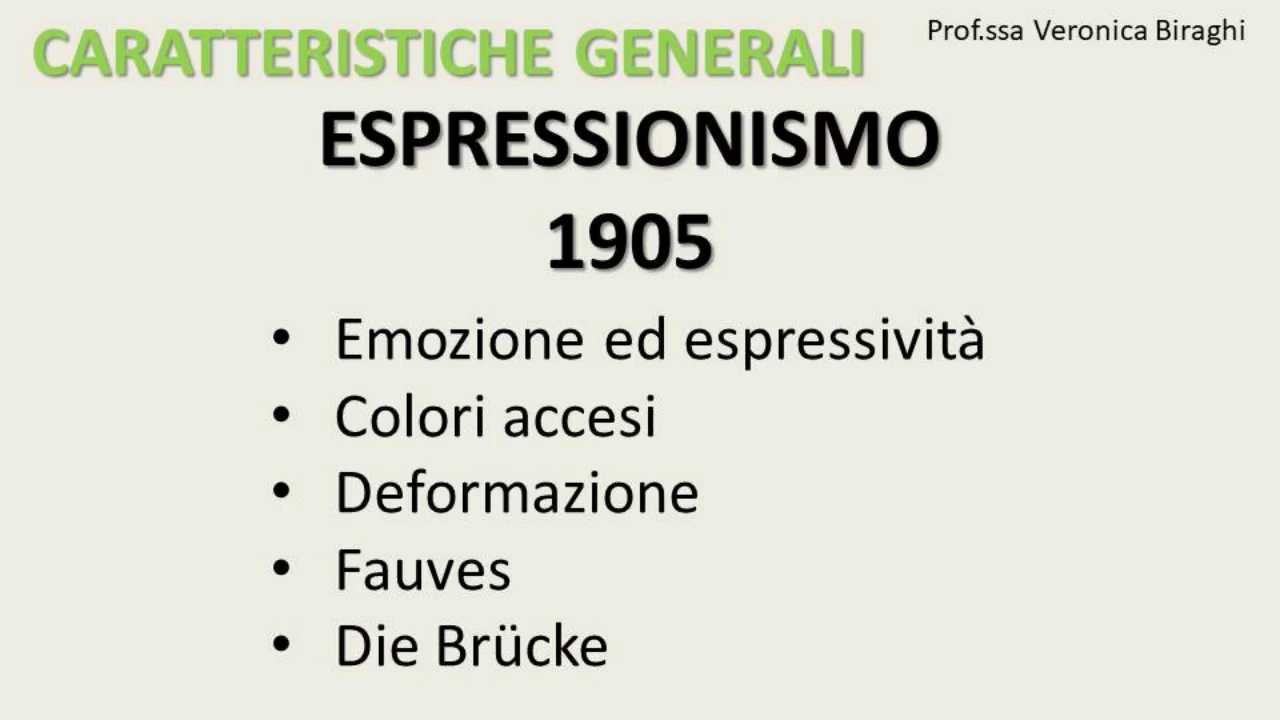 CARATTERISTICHE GENERALI
Prof.ssa Veronica Biraghi
ESPRESSIONISMO
1905
• Emozione ed espressività
• Colori accesi
• Deformazione
• Fauves
• Die Brücke